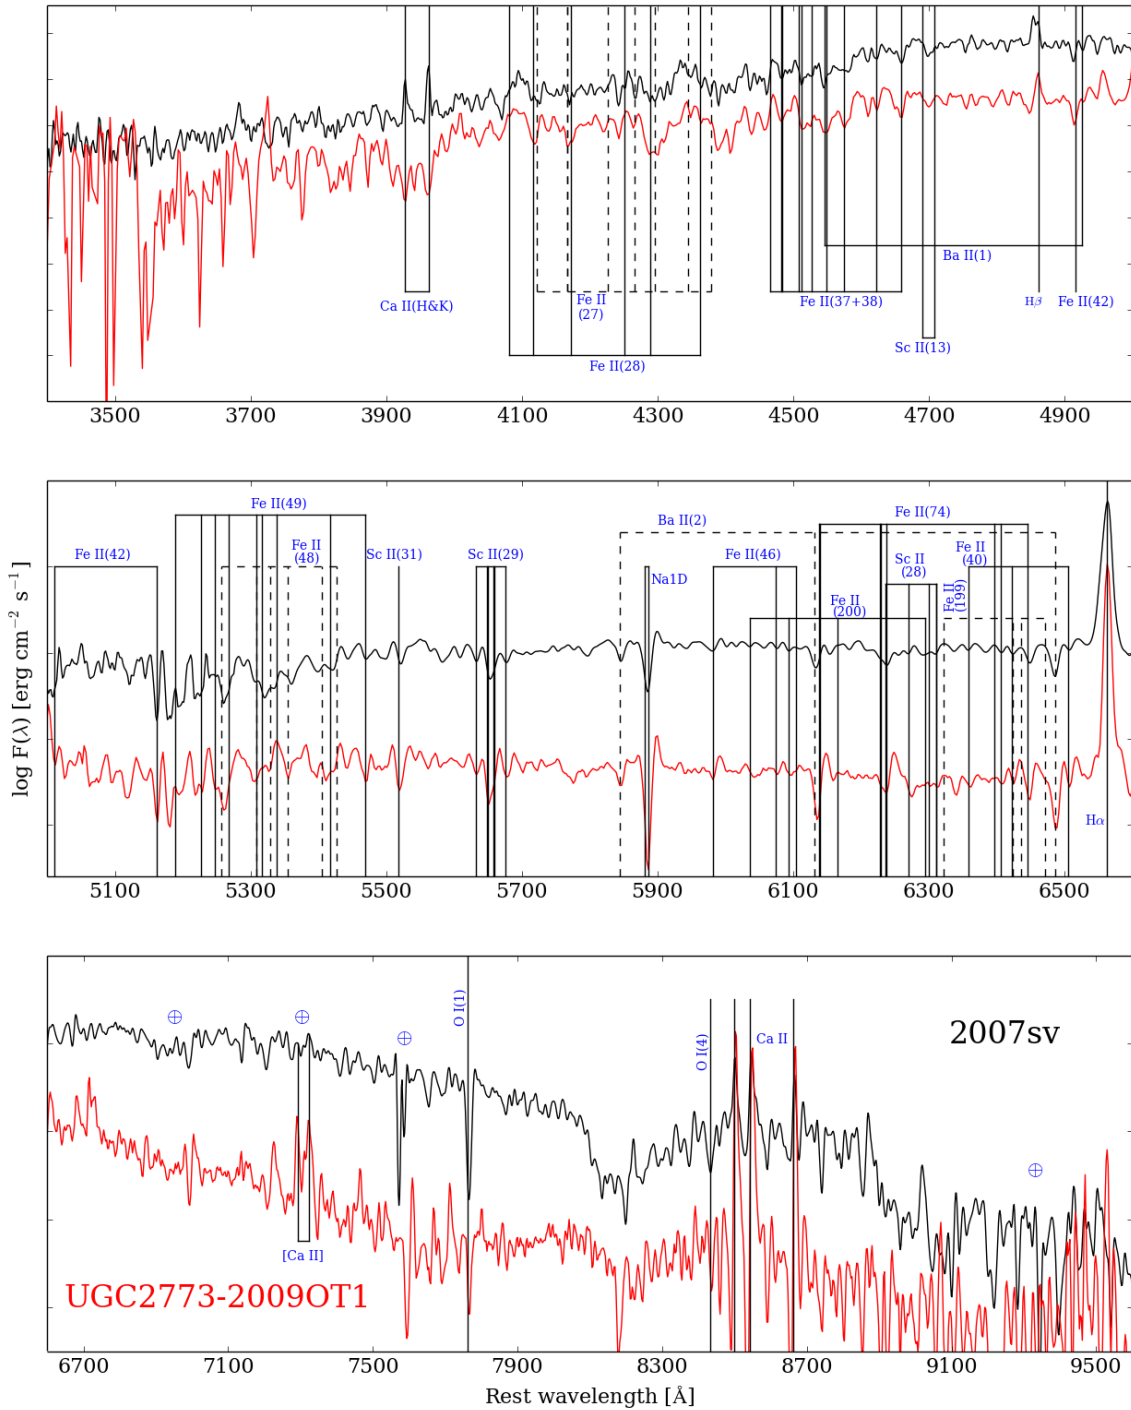 Ca II(H&K)
Fe II
(27)
Fe II(28)
Fe II(37+38)
Ba II(1)
Sc II(13)
Hβ
Fe II(42)
3500 3700 3900 4100 4300 4500 4700 4900
log F(λ) [erg cm⁻² s⁻¹]
Fe II(42)
Fe II(49)
Fe II
(48)
Sc II(31)
Sc II(29)
Ba II(2)
Na1D
Fe II(46)
Fe II
(200)
Fe II(74)
Sc II
(28)
Fe II
(199)
Fe II
(40)
Hα
5100 5300 5500 5700 5900 6100 6300 6500
⊕ ⊕ ⊕
O I(1)
O I(4)
Ca II
2007sv
⊕
[Ca II]
UGC2773-2009OT1
6700 7100 7500 7900 8300 8700 9100 9500
Rest wavelength [Å]